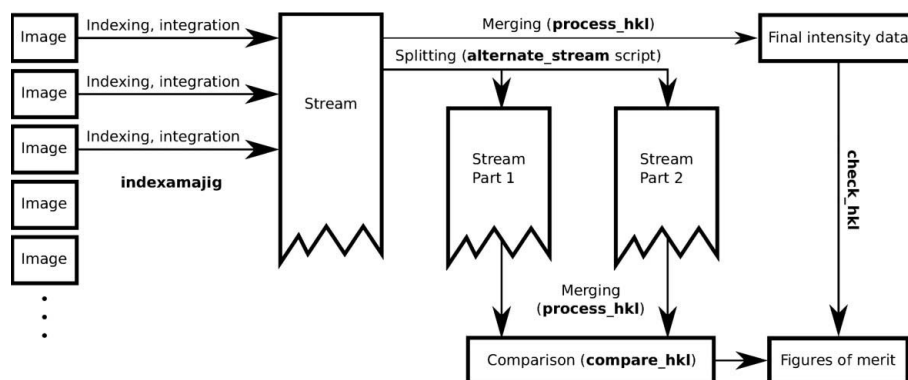 Image
Indexing, integration
Image
Indexing, integration
Image
Indexing, integration
indexamajig
Image
Image
Stream
Merging (process_hkl)
Splitting (alternate_stream script)
Stream
Part 1
Stream
Part 2
Merging
(process_hkl)
Comparison (compare_hkl)
Final intensity data
check_hkl
Figures of merit